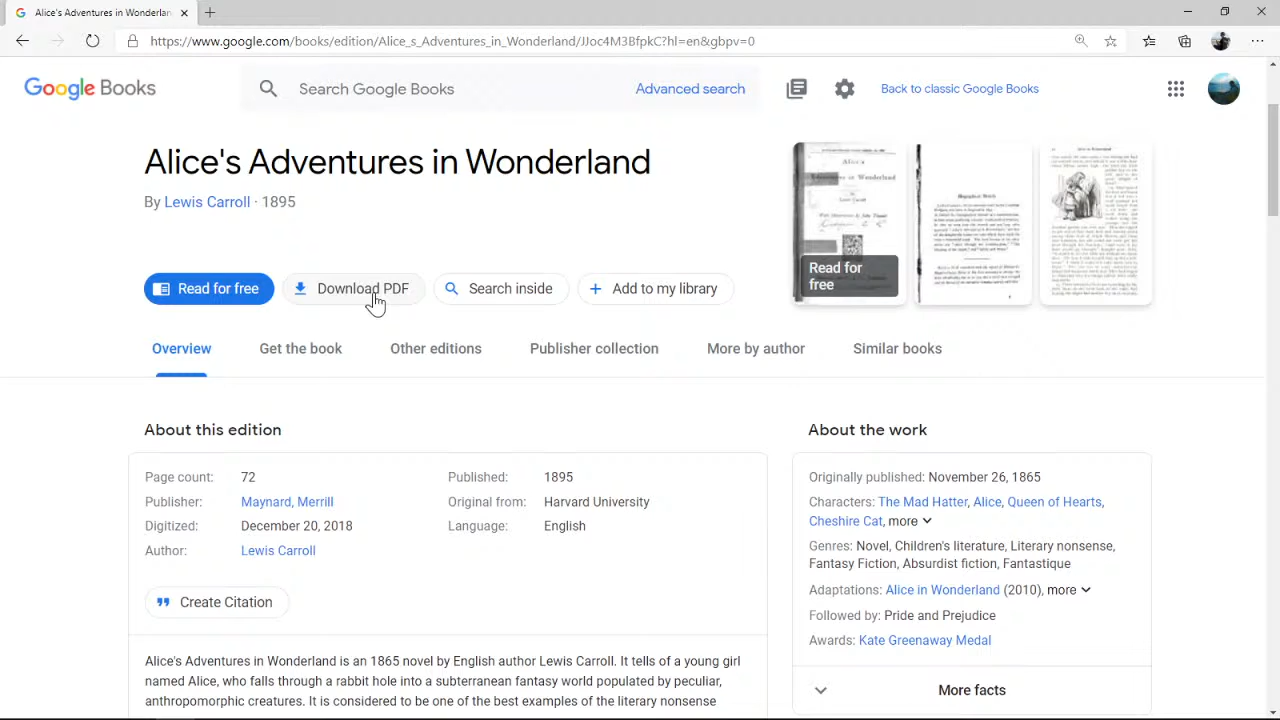 Alice's Adventures in Wonderlan
https://www.google.com/books/edition/Alice_s_Adventures_in_Wonderland/JJoc4M3BfpkC?hl=en&gbpv=0
Google Books
Search Google Books
Advanced search
Back to classic Google Books
Alice's Adventures in Wonderland
By Lewis Carroll · 1895
Read for free
Download PDF
Search inside
Add to my library
Read for
free
Overview
Get the book
Other editions
Publisher collection
More by author
Similar books
About this edition
Page count: 72
Published: 1895
Publisher: Maynard, Merrill
Original from: Harvard University
Digitized: December 20, 2018
Language: English
Author: Lewis Carroll
Create Citation
Alice's Adventures in Wonderland is an 1865 novel by English author Lewis Carroll. It tells of a young girl
named Alice, who falls through a rabbit hole into a subterranean fantasy world populated by peculiar,
anthropomorphic creatures. It is considered to be one of the best examples of the literary nonsense
About the work
Originally published: November 26, 1865
Characters: The Mad Hatter, Alice, Queen of Hearts,
Cheshire Cat, more
Genres: Novel, Children's literature, Literary nonsense,
Fantasy Fiction, Absurdist fiction, Fantastique
Adaptations: Alice in Wonderland (2010), more
Followed by: Pride and Prejudice
Awards: Kate Greenaway Medal
More facts